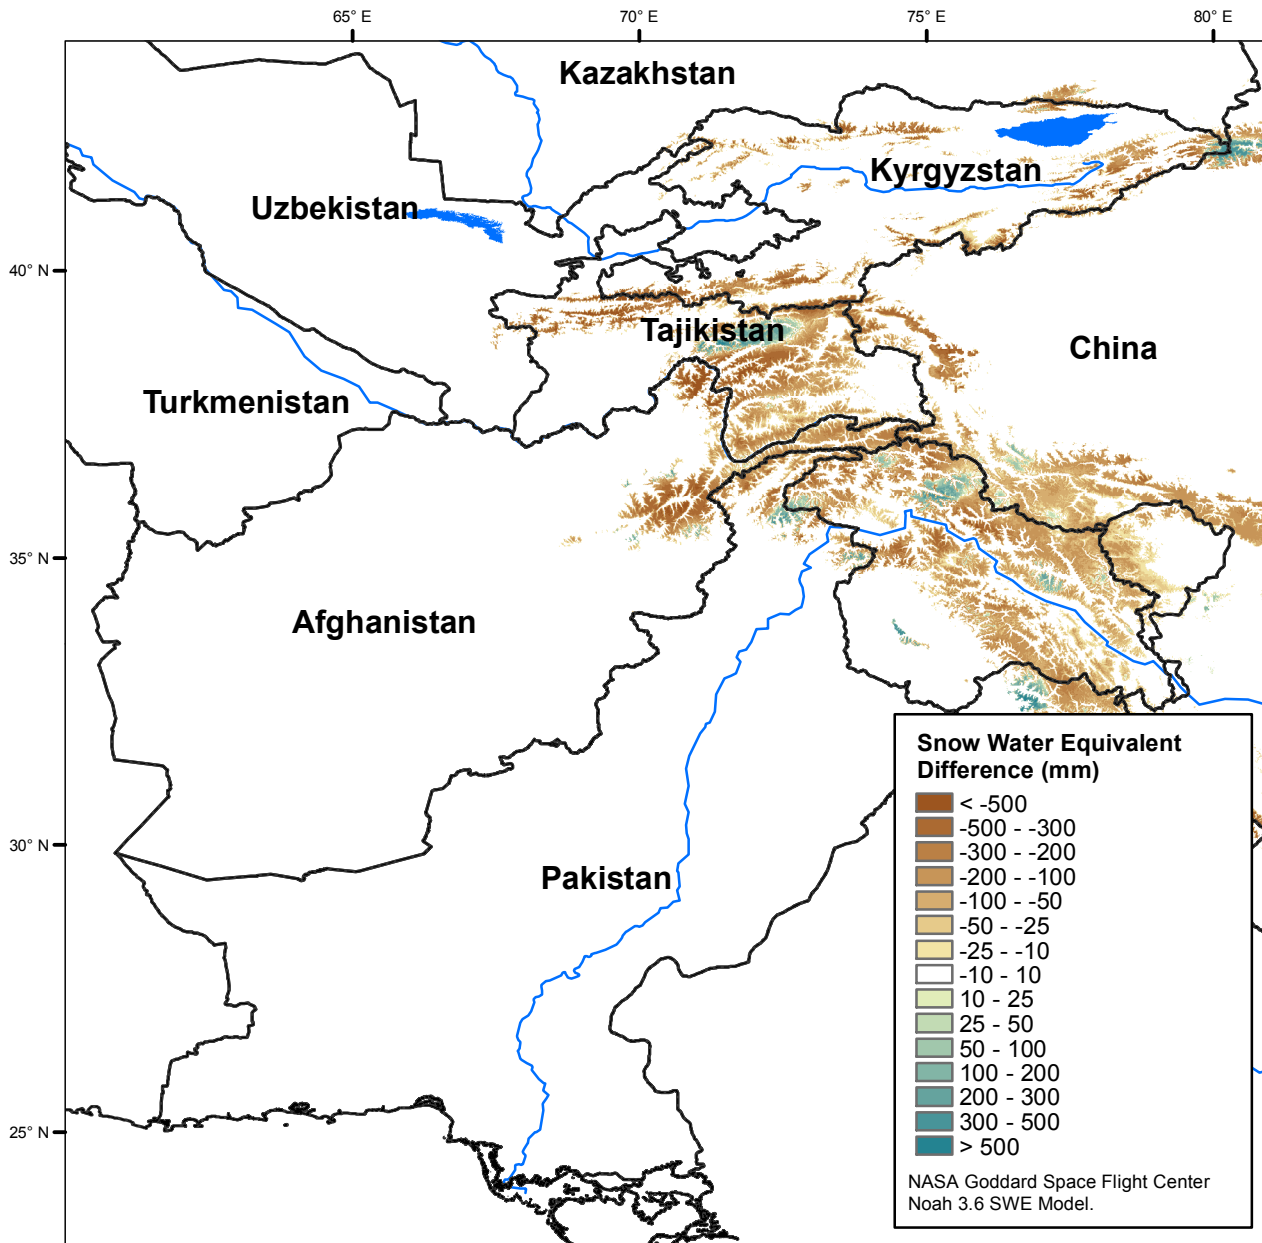 65° E
70° E
75° E
80° E
Kazakhstan
Kyrgyzstan
Uzbekistan
40° N
Tajikistan
China
Turkmenistan
35° N
Afghanistan
30° N
Pakistan
25° N
Snow Water Equivalent
Difference (mm)
< -500
-500 - -300
-300 - -200
-200 - -100
-100 - -50
-50 - -25
-25 - -10
-10 - 10
10 - 25
25 - 50
50 - 100
100 - 200
200 - 300
300 - 500
> 500
NASA Goddard Space Flight Center
Noah 3.6 SWE Model.